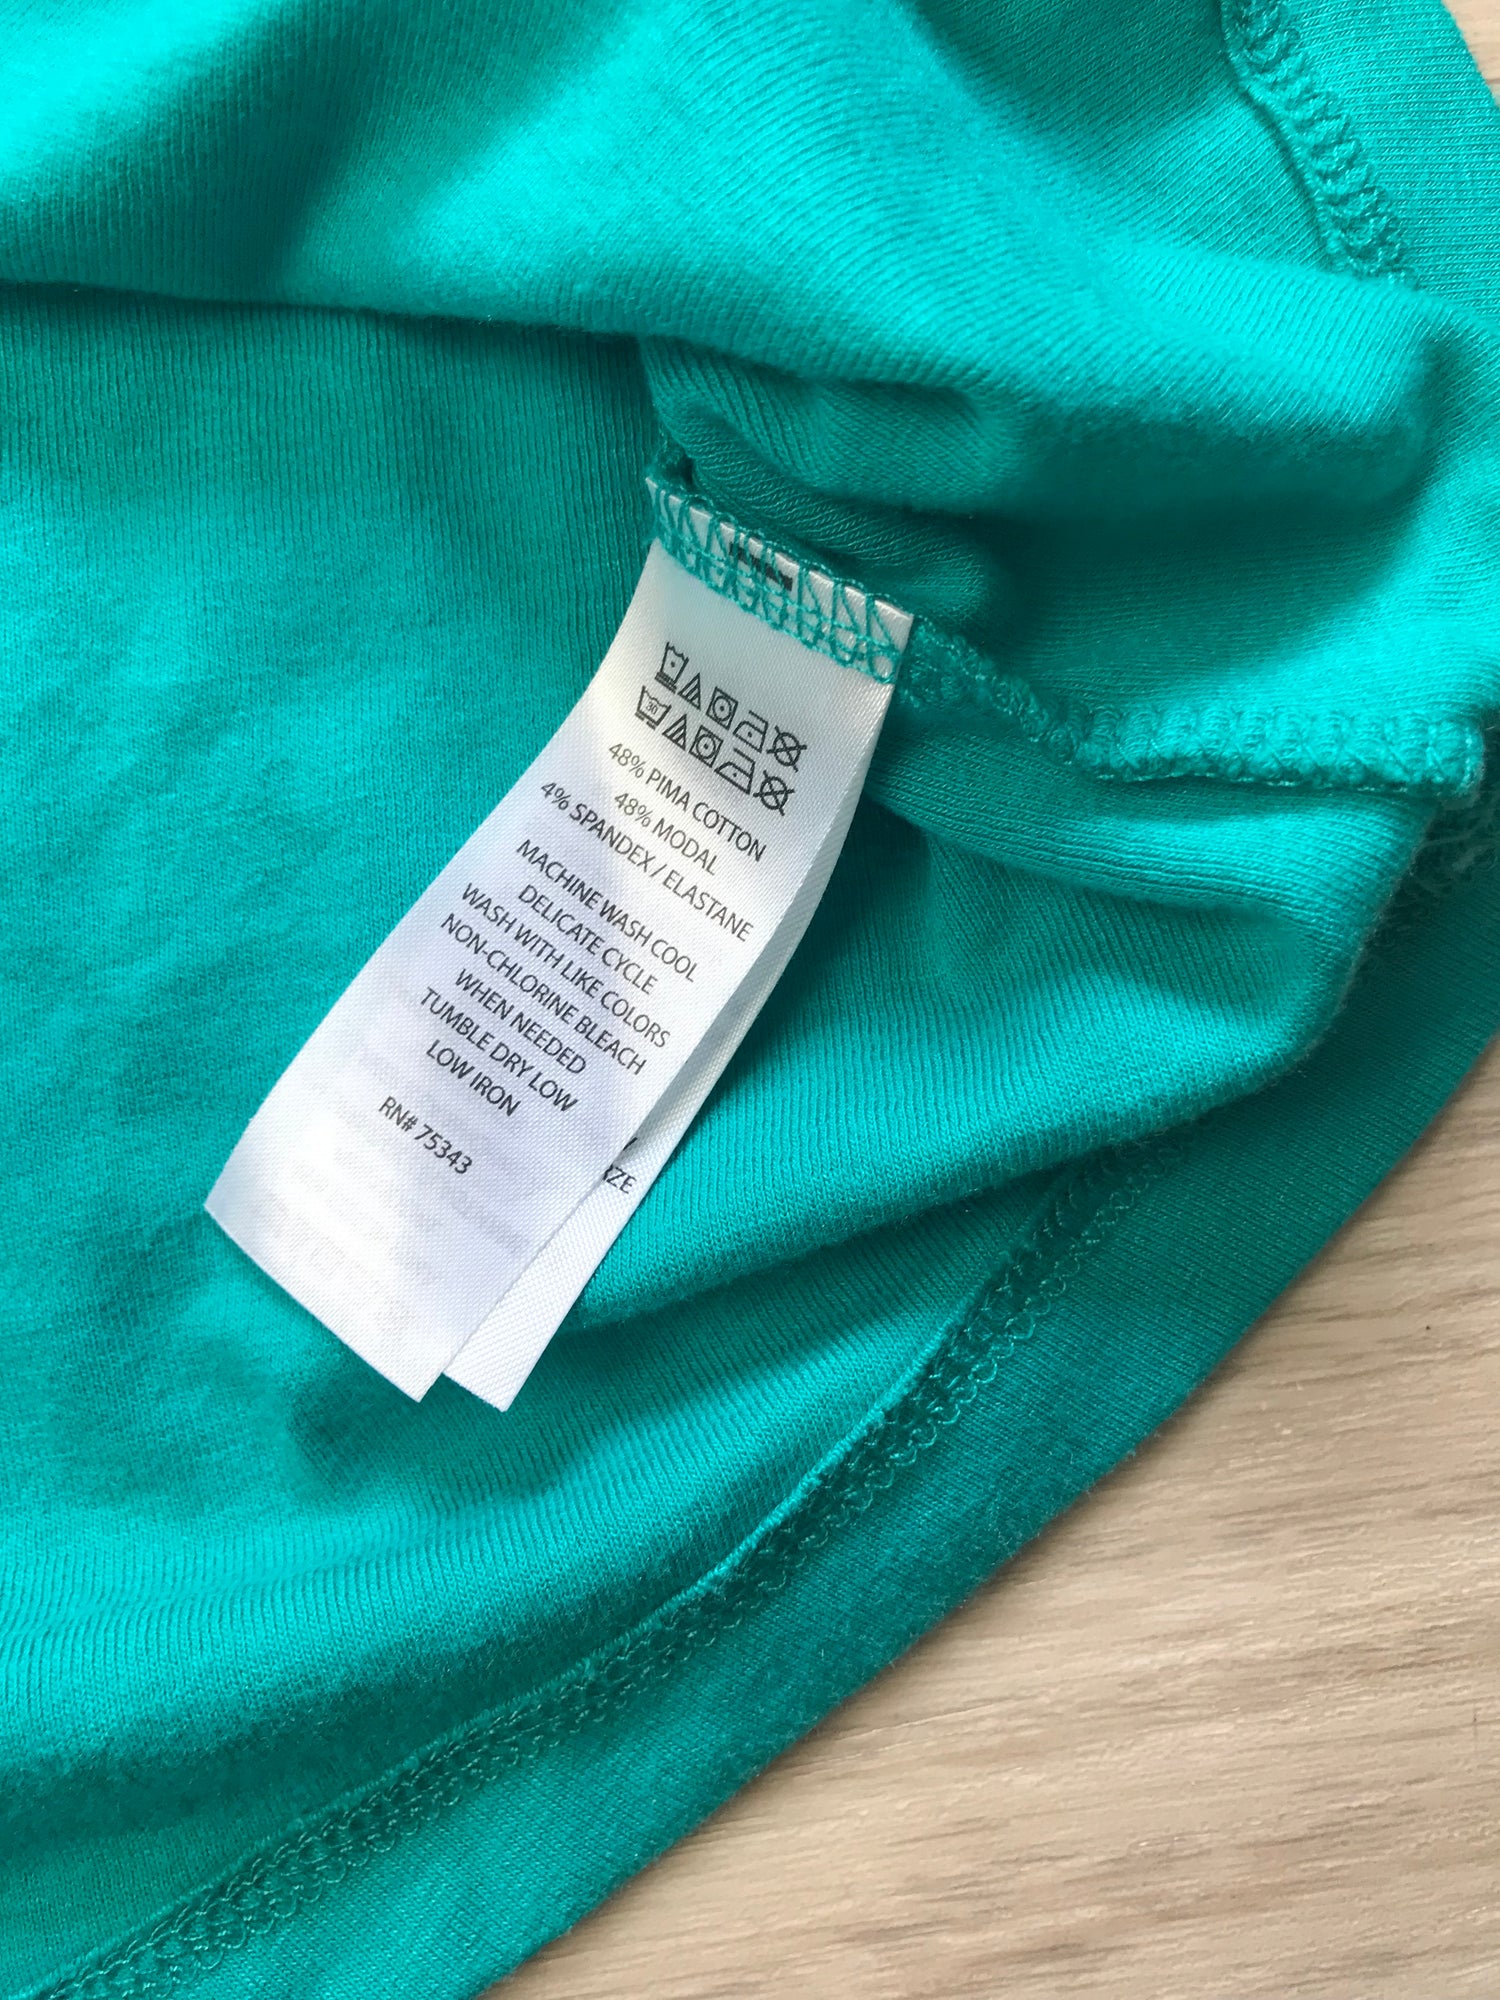 30
48% PIMA COTTON
48% MODAL
4% SPANDEX / ELASTANE
MACHINE WASH COOL
DELICATE CYCLE
WASH WITH LIKE COLORS
NON-CHLORINE BLEACH
WHEN NEEDED
TUMBLE DRY LOW
LOW IRON
RN# 75343